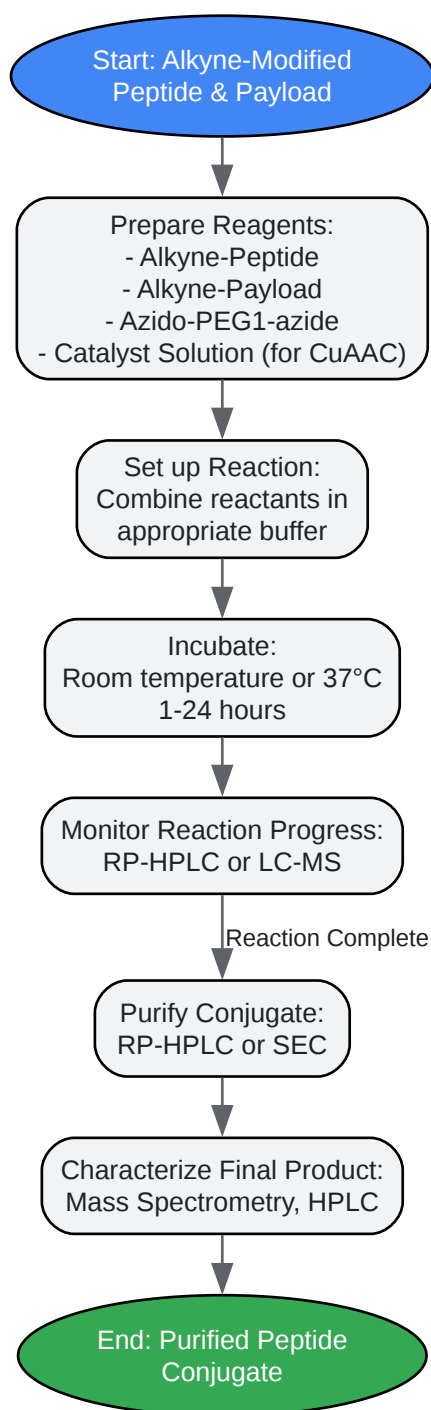 Start: Alkyne-Modified
Peptide & Payload
Prepare Reagents:
- Alkyne-Peptide
- Alkyne-Payload
- Azido-PEG1-azide
- Catalyst Solution (for CuAAC)
Set up Reaction:
Combine reactants in
appropriate buffer
Incubate:
Room temperature or 37°C
1-24 hours
Monitor Reaction Progress:
RP-HPLC or LC-MS
Reaction Complete
Purify Conjugate:
RP-HPLC or SEC
Characterize Final Product:
Mass Spectrometry, HPLC
End: Purified Peptide
Conjugate